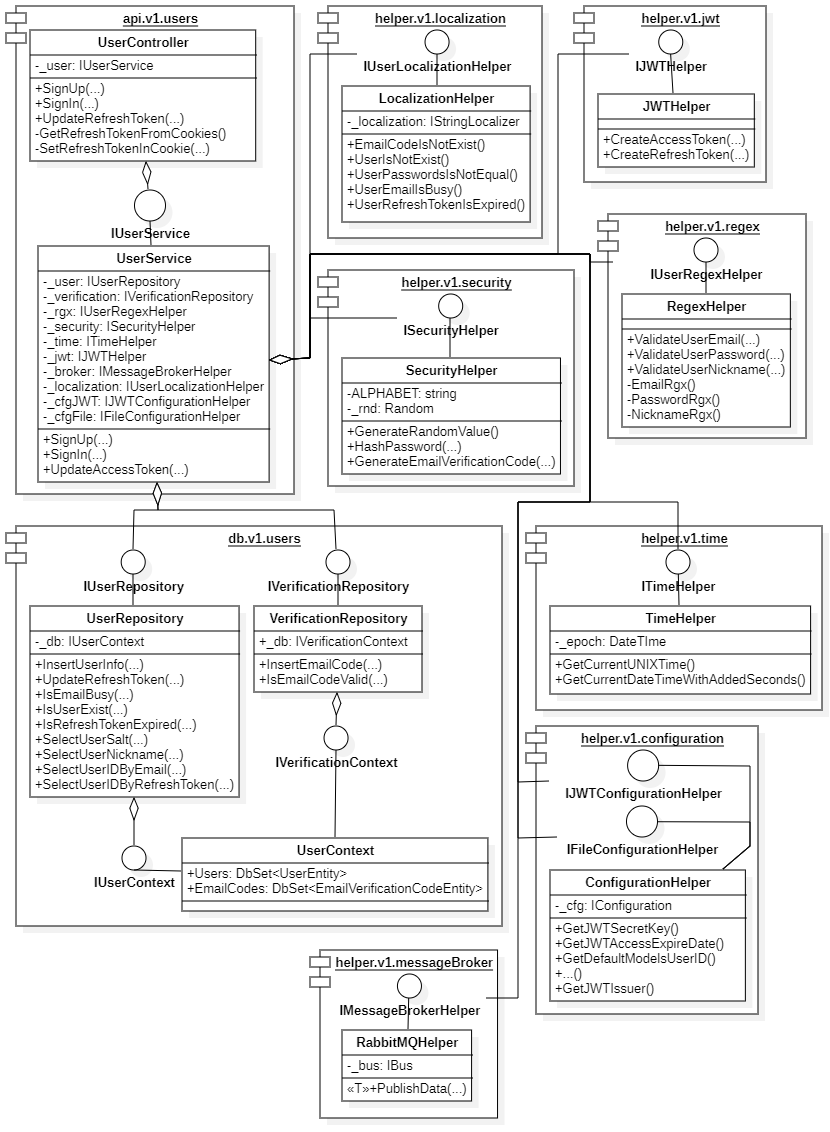 api.v1.users
UserController
-_user: IUserService
+SignUp(...)
+SignIn(...)
+UpdateRefreshToken(...)
-GetRefreshTokenFromCookies()
-SetRefreshTokenInCookie(...)
IUserService
UserService
-_user: IUserRepository
-_verification: IVerificationRepository
-_rgx: IUserRegexHelper
-_security: ISecurityHelper
-_time: ITimeHelper
-_jwt: IJWTHelper
-_broker: IMessageBrokerHelper
-_localization: IUserLocalizationHelper
-_cfgJWT: IJWTConfigurationHelper
-_cfgFile: IFileConfigurationHelper
+SignUp(...)
+SignIn(...)
+UpdateAccessToken(...)
helper.v1.localization
IUserLocalizationHelper
LocalizationHelper
-_localization: IStringLocalizer
+EmailCodeIsNotExist()
+UserIsNotExist()
+UserPasswordsIsNotEqual()
+UserEmailIsBusy()
+UserRefreshTokenIsExpired()
helper.v1.jwt
IJWTHelper
JWTHelper
+CreateAccessToken(...)
+CreateRefreshToken(...)
helper.v1.regex
IUserRegexHelper
RegexHelper
+ValidateUserEmail(...)
+ValidateUserPassword(...)
+ValidateUserNickname(...)
-EmailRgx()
-PasswordRgx()
-NicknameRgx()
helper.v1.security
ISecurityHelper
SecurityHelper
-ALPHABET: string
-_rnd: Random
+GenerateRandomValue()
+HashPassword(...)
+GenerateEmailVerificationCode(...)
db.v1.users
IUserRepository
UserRepository
-_db: IUserContext
+InsertUserInfo(...)
+UpdateRefreshToken(...)
+IsEmailBusy(...)
+IsUserExist(...)
+IsRefreshTokenExpired(...)
+SelectUserSalt(...)
+SelectUserNickname(...)
+SelectUserIDByEmail(...)
+SelectUserIDByRefreshToken(...)
IVerificationRepository
VerificationRepository
+_db: IVerificationContext
+InsertEmailCode(...)
+IsEmailCodeValid(...)
IVerificationContext
IUserContext
UserContext
+Users: DbSet<UserEntity>
+EmailCodes: DbSet<EmailVerificationCodeEntity>
helper.v1.time
ITimeHelper
TimeHelper
-_epoch: DateTIme
+GetCurrentUNIXTime()
+GetCurrentDateTimeWithAddedSeconds()
helper.v1.configuration
IJWTConfigurationHelper
IFileConfigurationHelper
ConfigurationHelper
-_cfg: IConfiguration
+GetJWTSecretKey()
+GetJWTAccessExpireDate()
+GetDefaultModelsUserID()
+...()
+GetJWTIssuer()
helper.v1.messageBroker
IMessageBrokerHelper
RabbitMQHelper
-_bus: IBus
«T»+PublishData(...)